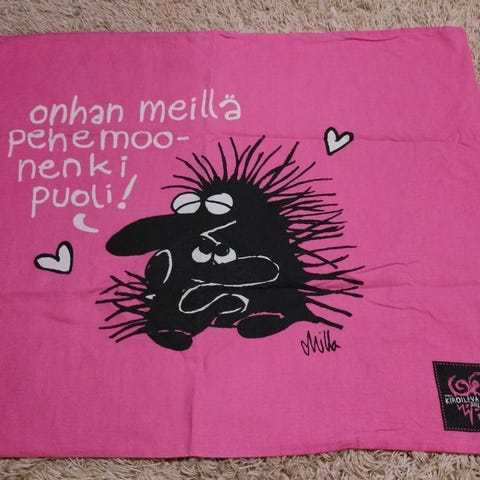 onhan meillä
pehemoo-
nenki
puoli!
Milla
KIROILEVA